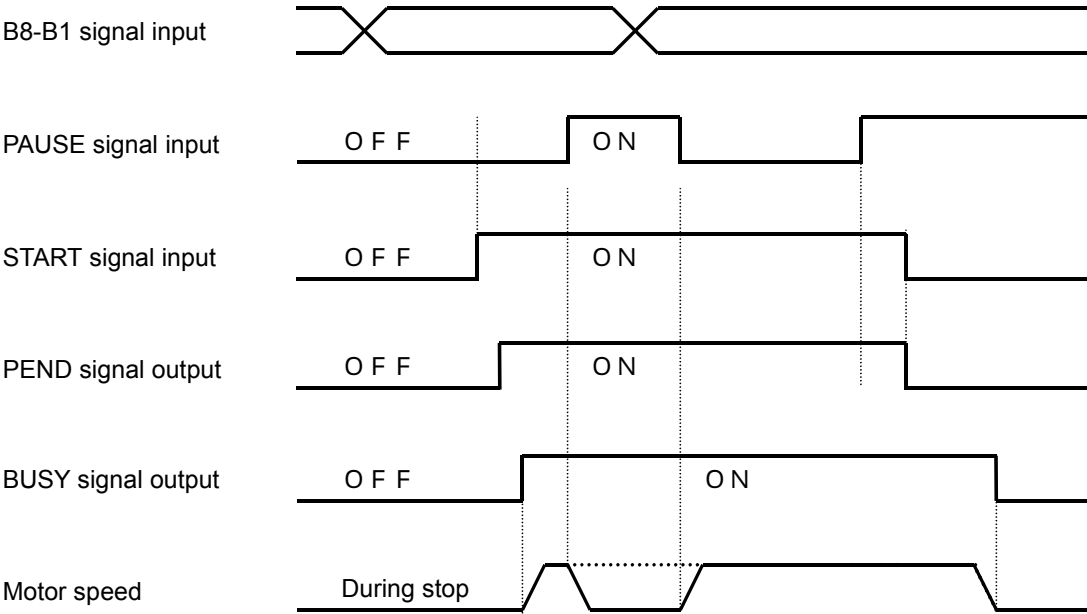 B8-B1 signal input
PAUSE signal input OFF ON
START signal input OFF ON
PEND signal output OFF ON
BUSY signal output OFF ON
Motor speed During stop